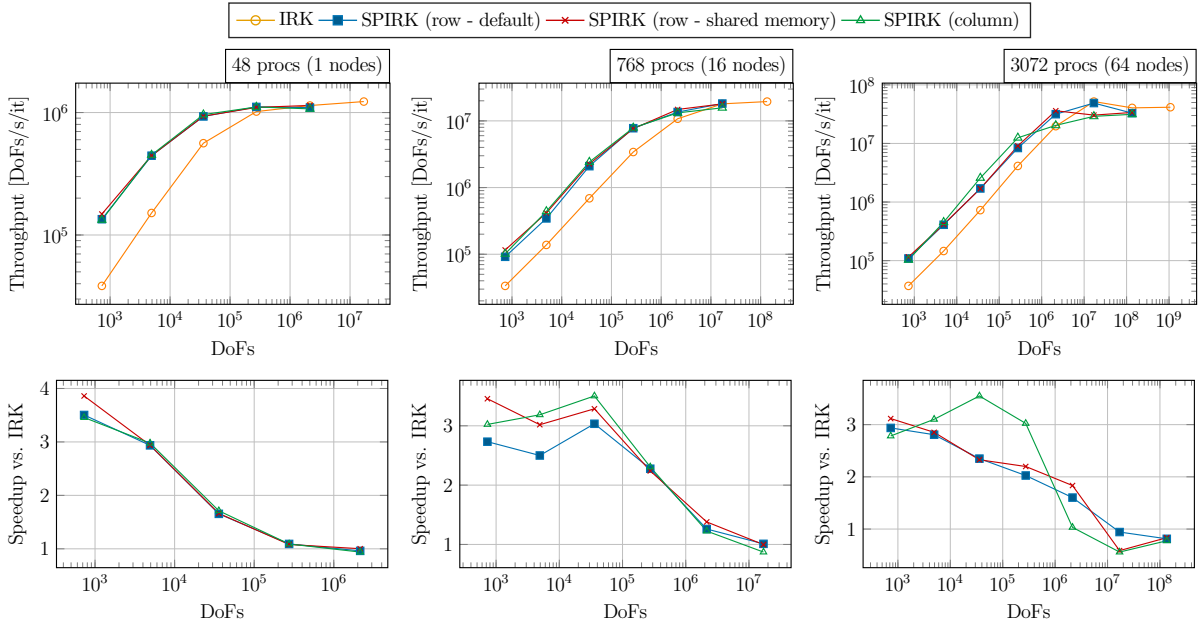 IRK SPIRK (row - default) SPIRK (row - shared memory) SPIRK (column)
48 procs (1 nodes)
768 procs (16 nodes)
3072 procs (64 nodes)
Throughput [DoFs/s/it]
10^6
10^5
10^3 10^4 10^5 10^6 10^7
DoFs
Throughput [DoFs/s/it]
10^7
10^6
10^5
10^3 10^4 10^5 10^6 10^7 10^8
DoFs
Throughput [DoFs/s/it]
10^8
10^7
10^6
10^5
10^3 10^4 10^5 10^6 10^7 10^8 10^9
DoFs
Speedup vs. IRK
4
3
2
1
10^3 10^4 10^5 10^6
DoFs
Speedup vs. IRK
3
2
1
10^3 10^4 10^5 10^6 10^7
DoFs
Speedup vs. IRK
3
2
1
10^3 10^4 10^5 10^6 10^7 10^8
DoFs